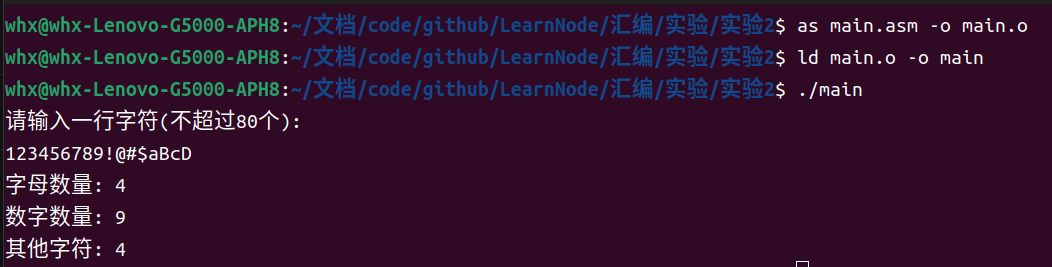 whx@whx-Lenovo-G5000-APH8:~/文档/code/github/LearnNode/汇编/实验/实验2$ as main.asm -o main.o
whx@whx-Lenovo-G5000-APH8:~/文档/code/github/LearnNode/汇编/实验/实验2$ ld main.o -o main
whx@whx-Lenovo-G5000-APH8:~/文档/code/github/LearnNode/汇编/实验/实验2$ ./main
请输入一行字符(不超过80个):
123456789!@#$aBcD
字母数量: 4
数字数量: 9
其他字符: 4